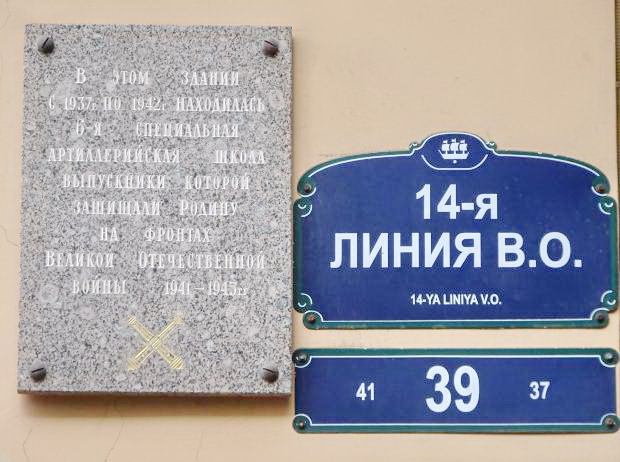 В этом здании
с 1937г. по 1942г. находилась
6-я специальная
артиллерийская школа
выпускники которой
защищали Родину
на фронтах
Великой Отечественной
войны 1941–1945гг.
14-я
ЛИНИЯ В.О.
14-YA LINIYA V.O.
41 39 37